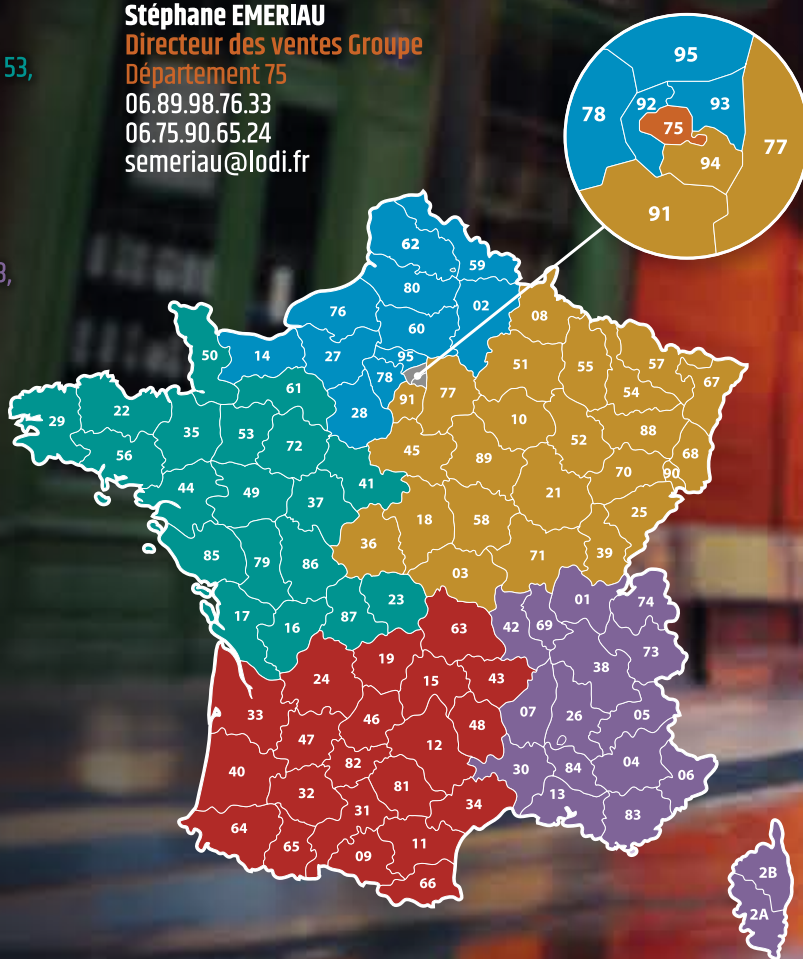 Stéphane EMERIAU
Directeur des ventes Groupe
53, Département 75
06.89.98.76.33
06.75.90.65.24
semeriau@lodi.fr
95
78 92 93
75
77
94
91
62
59
80
76 02
60 08
50 14 27 95
78 51 55 57
61 77 54 67
91
28
22 10
29 35 53 72 52 88
56 45 89 68
70 90
44 49 37 41 21
18 58 25
85 79 86 36 71 39
03
01 74
17 16 87 23
63 42 69
73
19 38
24 15 43
33 46 48 07 26 05
47 12
82 04
40 30 84 06
32 81 13
31 34 83
64
65 11
09
66
2B
2A